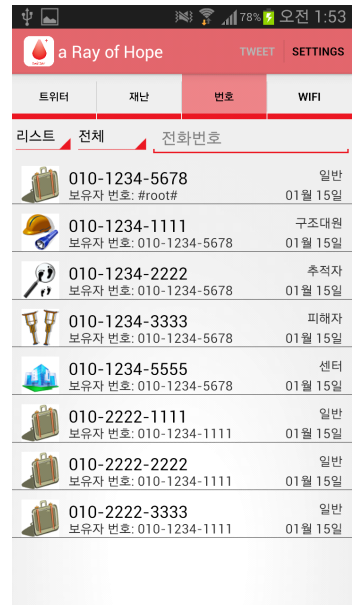 78% 오전 1:53
a Ray of Hope TWEET SETTINGS
트위터 재난 번호 WIFI
리스트 전체 전화번호
010-1234-5678 일반
보유자 번호: #root# 01월 15일
010-1234-1111 구조대원
보유자 번호: 010-1234-5678 01월 15일
010-1234-2222 추적자
보유자 번호: 010-1234-5678 01월 15일
010-1234-3333 피해자
보유자 번호: 010-1234-5678 01월 15일
010-1234-5555 센터
보유자 번호: 010-1234-5678 01월 15일
010-2222-1111 일반
보유자 번호: 010-1234-1111 01월 15일
010-2222-2222 일반
보유자 번호: 010-1234-1111 01월 15일
010-2222-3333 일반
보유자 번호: 010-1234-1111 01월 15일